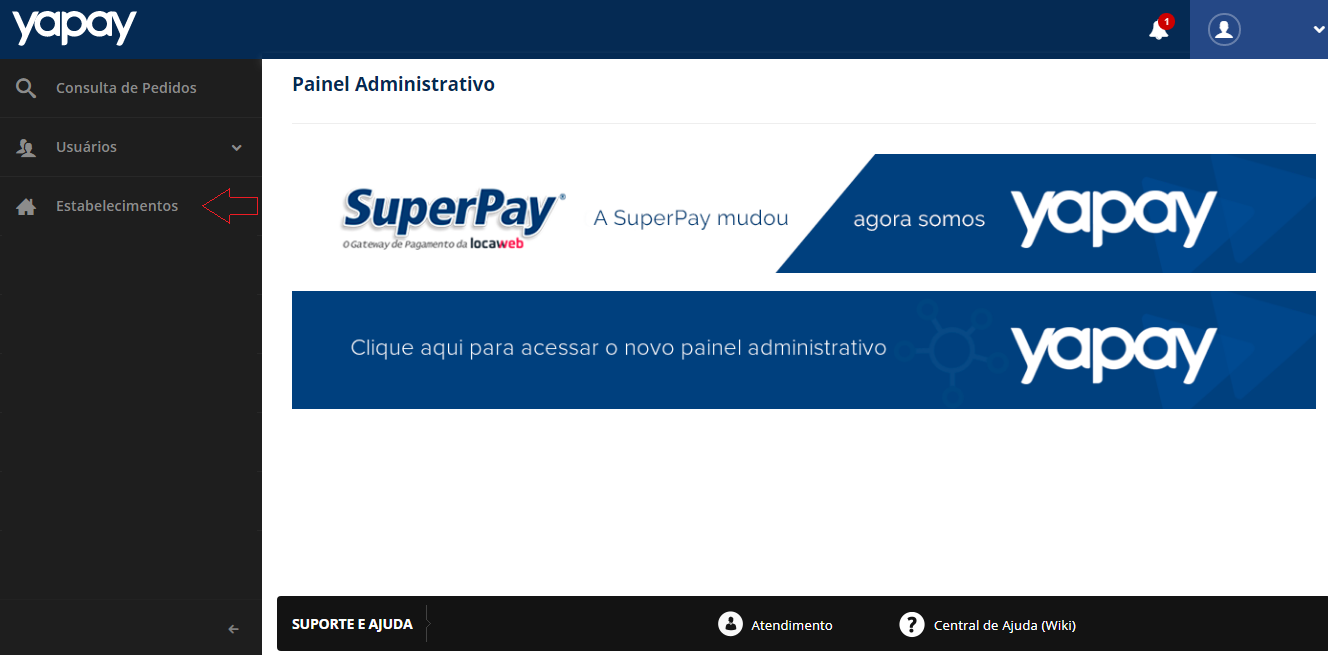 yapay
1
Consulta de Pedidos
Usuários
Estabelecimentos
Painel Administrativo
SuperPay®
O Gateway de Pagamento da locaweb
A SuperPay mudou
agora somos
yapay
Clique aqui para acessar o novo painel administrativo
yapay
SUPORTE E AJUDA
Atendimento
? Central de Ajuda (Wiki)